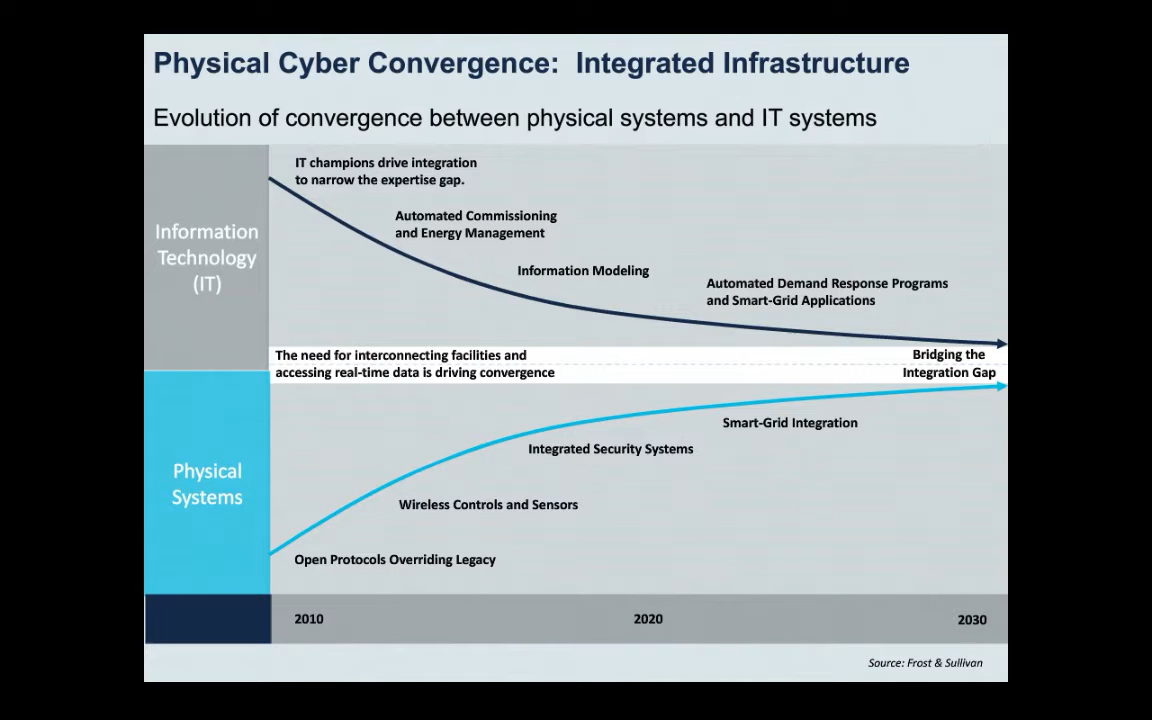 Physical Cyber Convergence: Integrated Infrastructure
Evolution of convergence between physical systems and IT systems
Information
Technology
(IT)
IT champions drive integration
to narrow the expertise gap.
Automated Commissioning
and Energy Management
Information Modeling
Automated Demand Response Programs
and Smart-Grid Applications
The need for interconnecting facilities and
accessing real-time data is driving convergence
Bridging the
Integration Gap
Physical
Systems
Smart-Grid Integration
Integrated Security Systems
Wireless Controls and Sensors
Open Protocols Overriding Legacy
2010
2020
2030
Source: Frost & Sullivan